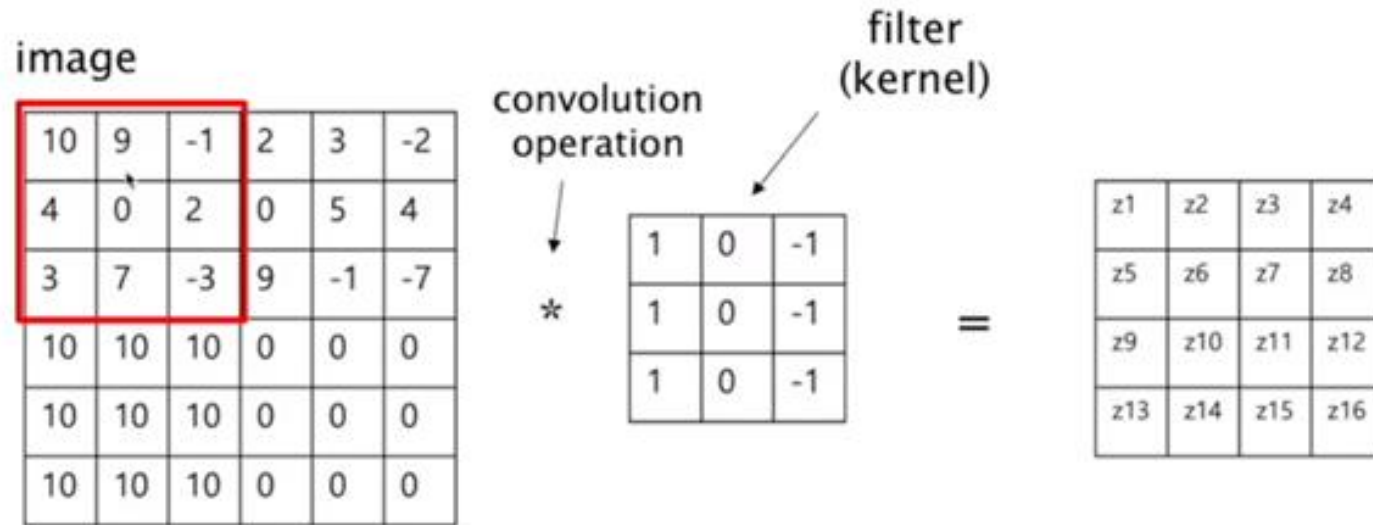 image
filter
(kernel)
convolution
operation
10 9 -1 2 3 -2
4 0 2 0 5 4
3 7 -3 9 -1 -7
10 10 10 0 0 0
10 10 10 0 0 0
10 10 10 0 0 0
*
1 0 -1
1 0 -1
1 0 -1
=
z1 z2 z3 z4
z5 z6 z7 z8
z9 z10 z11 z12
z13 z14 z15 z16